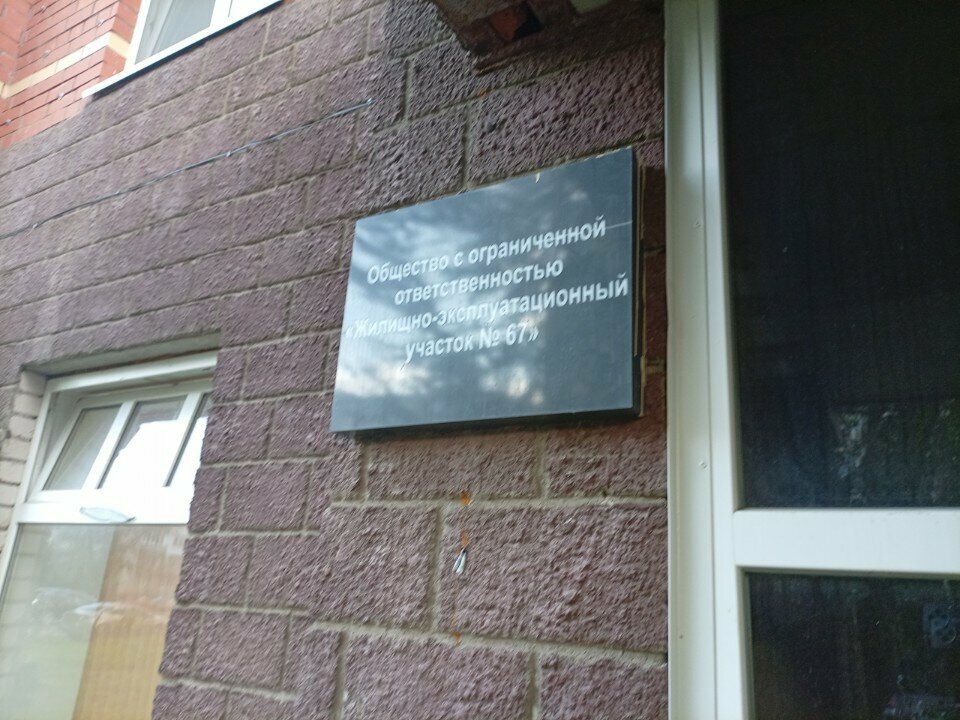 Общество с ограниченной
ответственностью
«Жилищно-эксплуатационный
участок № 67»